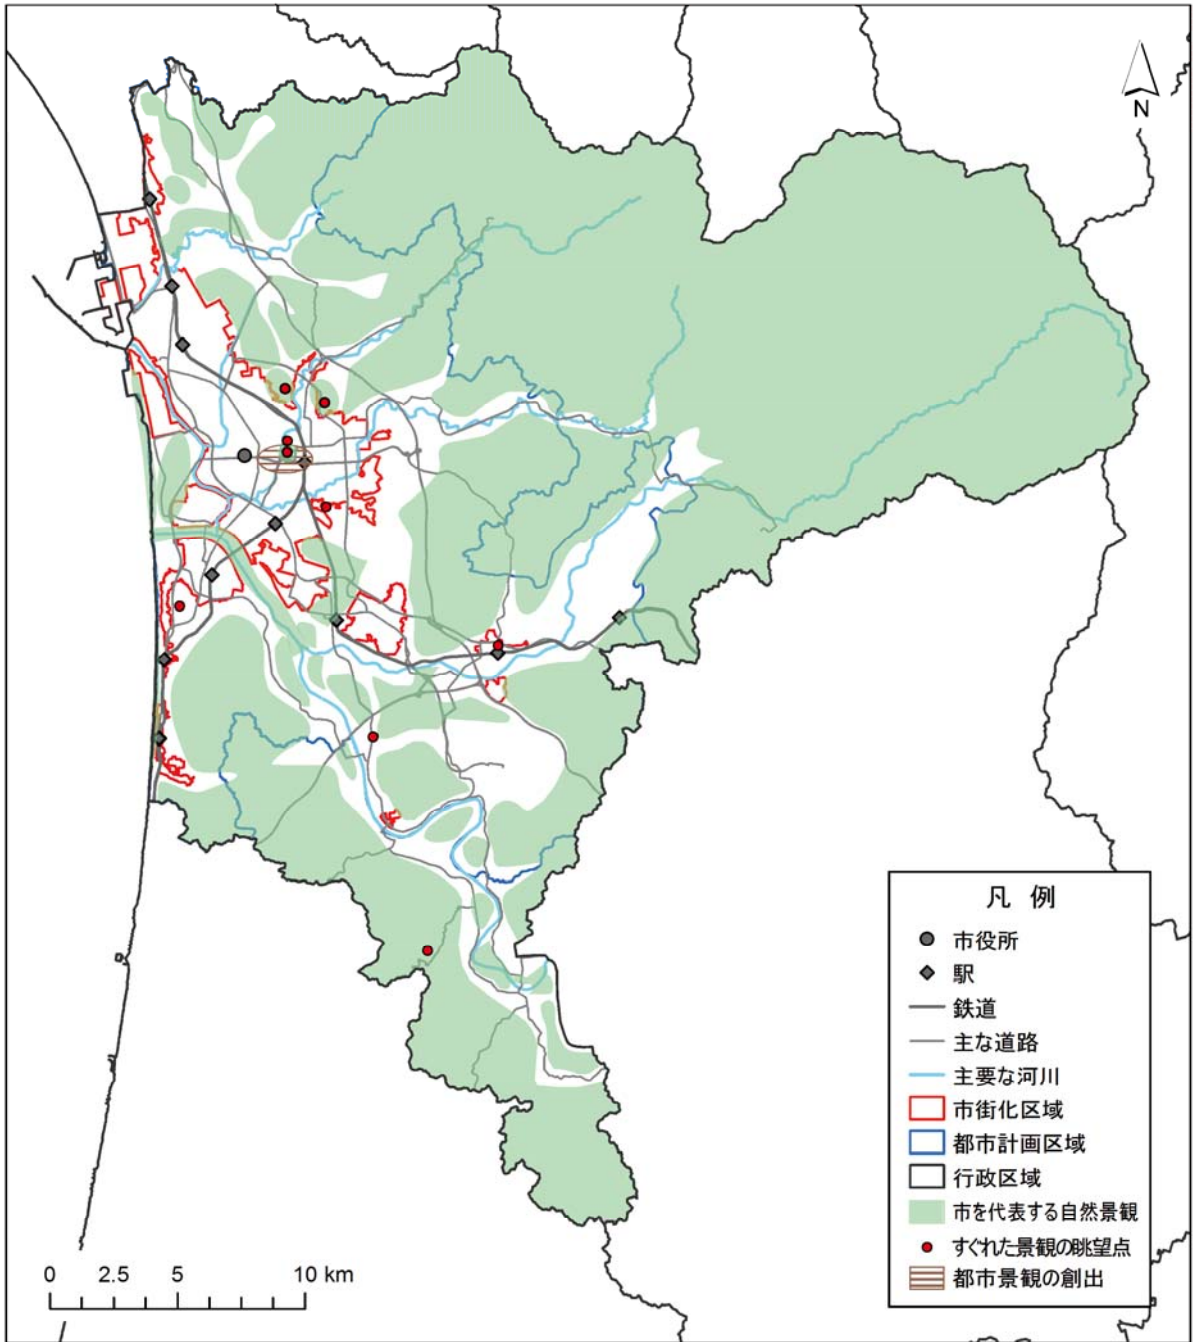 N
凡 例
市役所
駅
鉄道
主な道路
主要な河川
市街化区域
都市計画区域
行政区域
市を代表する自然景観
すぐれた景観の眺望点
都市景観の創出
0 2.5 5 10 km